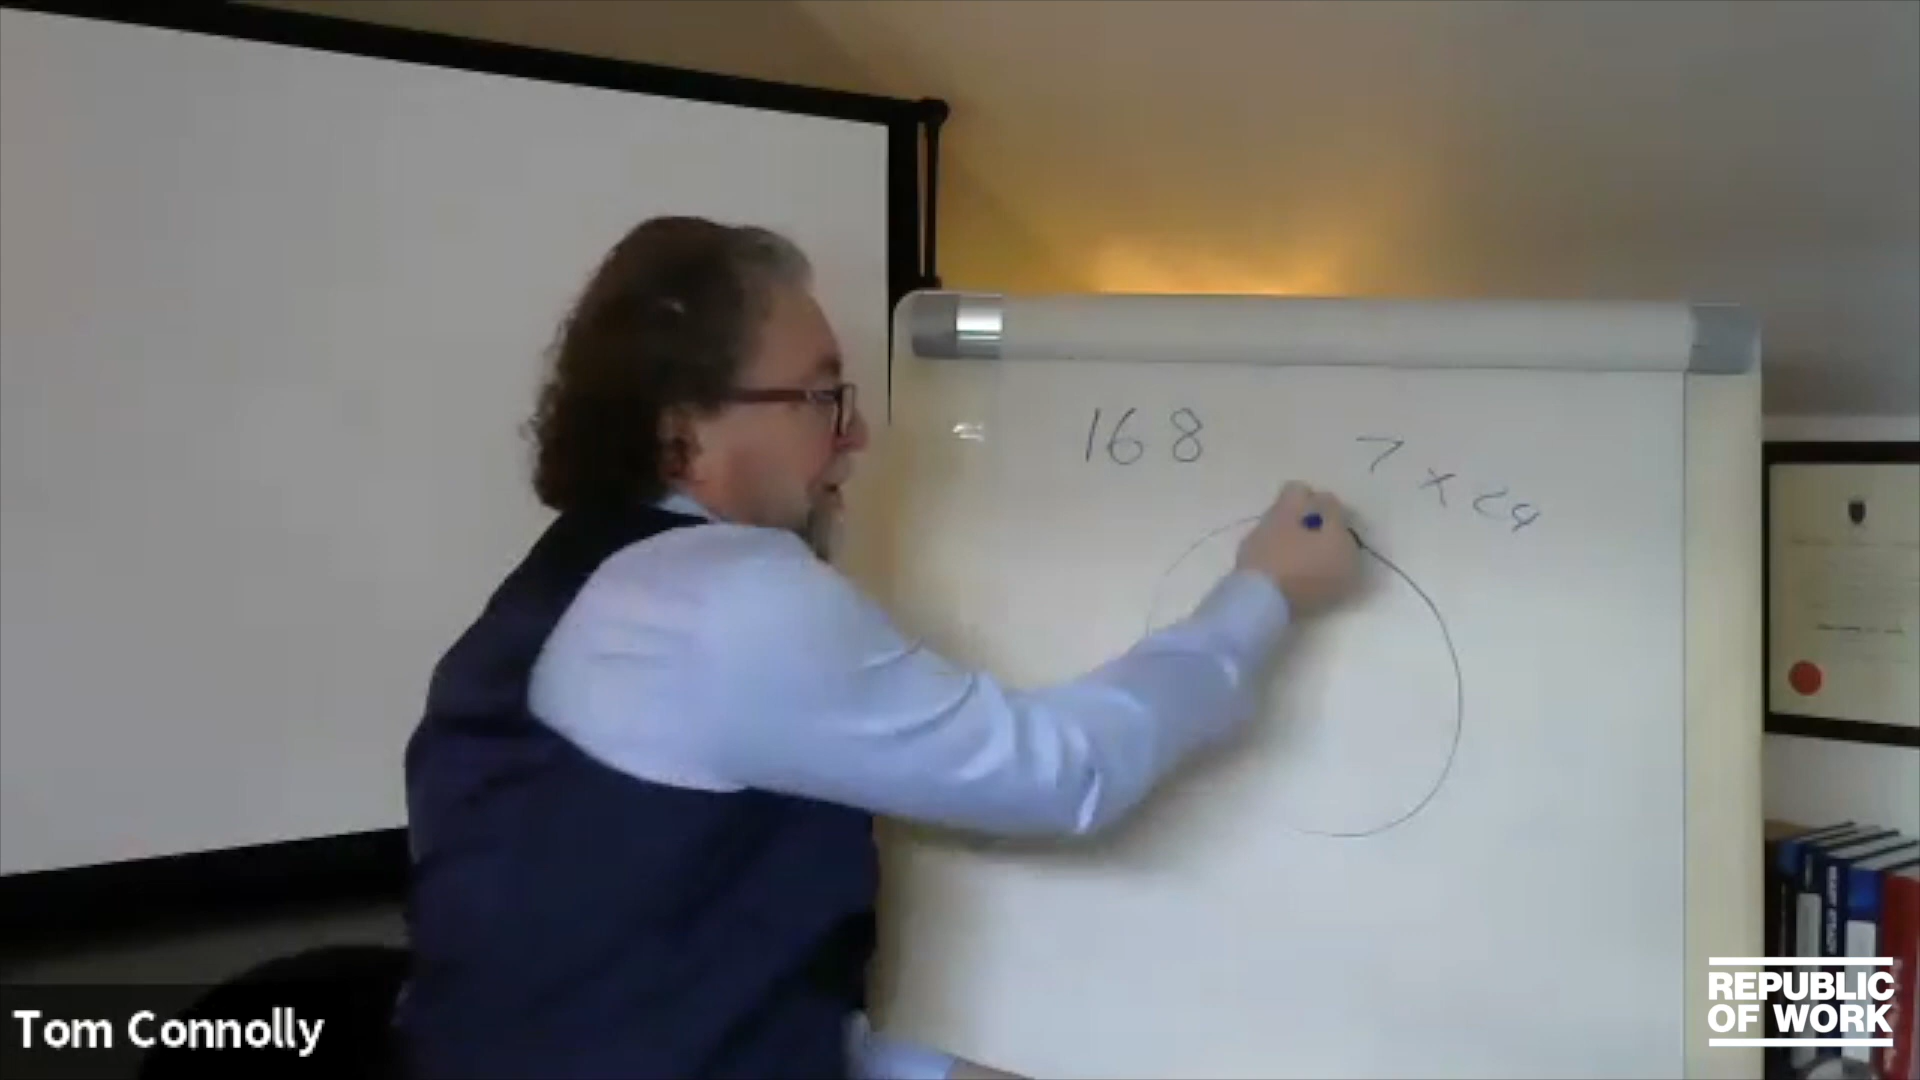 168
7 x 24
Tom Connolly
REPUBLIC
OF WORK